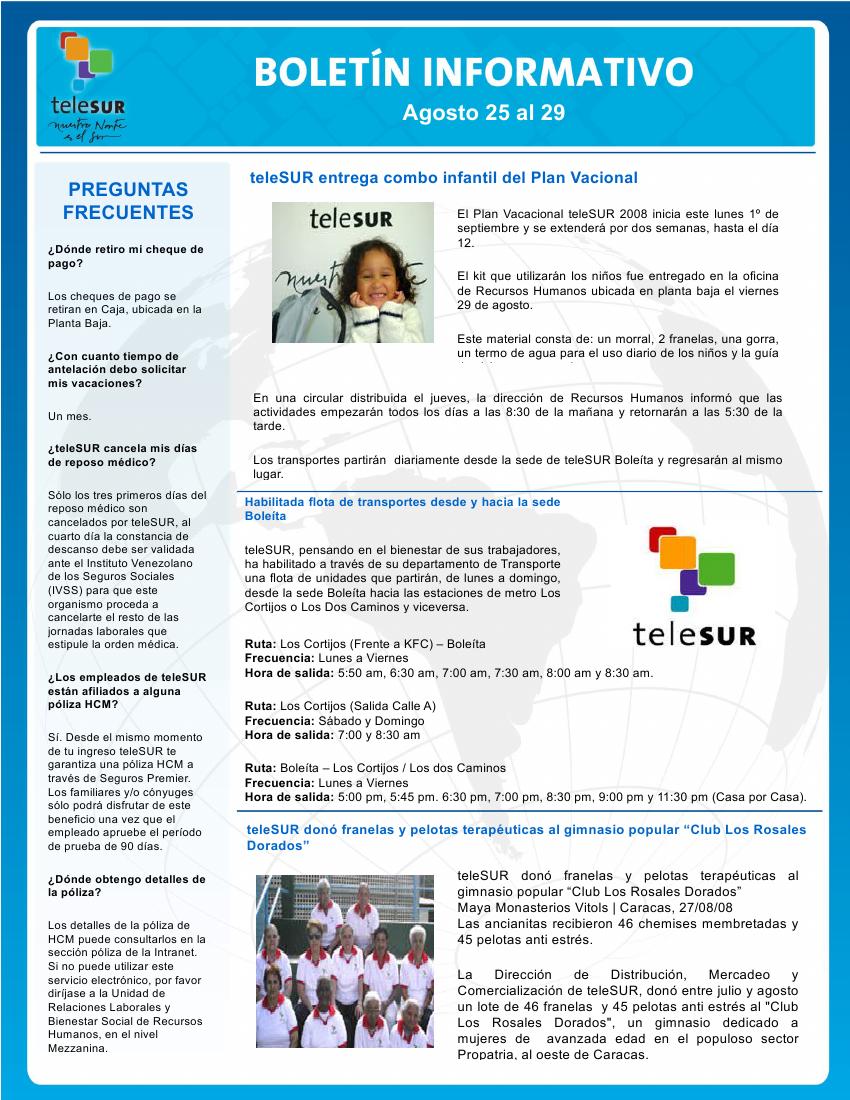 teleSUR
nuestro Norte
es el Sur
BOLETÍN INFORMATIVO
Agosto 25 al 29
PREGUNTAS
FRECUENTES
¿Dónde retiro mi cheque de
pago?
Los cheques de pago se
retiran en Caja, ubicada en la
Planta Baja.
¿Con cuanto tiempo de
antelación debo solicitar
mis vacaciones?
Un mes.
¿teleSUR cancela mis días
de reposo médico?
Sólo los tres primeros días del
reposo médico son
cancelados por teleSUR, al
cuarto día la constancia de
descanso debe ser validada
ante el Instituto Venezolano
de los Seguros Sociales
(IVSS) para que este
organismo proceda a
cancelarte el resto de las
jornadas laborales que
estipule la orden médica.
¿Los empleados de teleSUR
están afiliados a alguna
póliza HCM?
Sí. Desde el mismo momento
de tu ingreso teleSUR te
garantiza una póliza HCM a
través de Seguros Premier.
Los familiares y/o cónyuges
sólo podrá disfrutar de este
beneficio una vez que el
empleado apruebe el período
de prueba de 90 días.
¿Dónde obtengo detalles de
la póliza?
Los detalles de la póliza de
HCM puede consultarlos en la
sección póliza de la Intranet.
Si no puede utilizar este
servicio electrónico, por favor
diríjase a la Unidad de
Relaciones Laborales y
Bienestar Social de Recursos
Humanos, en el nivel
Mezzanina.
teleSUR entrega combo infantil del Plan Vacional
teleSUR
El Plan Vacacional teleSUR 2008 inicia este lunes 1º de
septiembre y se extenderá por dos semanas, hasta el día
12.
El kit que utilizarán los niños fue entregado en la oficina
de Recursos Humanos ubicada en planta baja el viernes
29 de agosto.
Este material consta de: un morral, 2 franelas, una gorra,
un termo de agua para el uso diario de los niños y la guía
En una circular distribuida el jueves, la dirección de Recursos Humanos informó que las
actividades empezarán todos los días a las 8:30 de la mañana y retornarán a las 5:30 de la
tarde.
Los transportes partirán diariamente desde la sede de teleSUR Boleíta y regresarán al mismo
lugar.
Habilitada flota de transportes desde y hacia la sede
Boleíta
teleSUR, pensando en el bienestar de sus trabajadores,
ha habilitado a través de su departamento de Transporte
una flota de unidades que partirán, de lunes a domingo,
desde la sede Boleíta hacia las estaciones de metro Los
Cortijos o Los Dos Caminos y viceversa.
teleSUR
Ruta: Los Cortijos (Frente a KFC) – Boleíta
Frecuencia: Lunes a Viernes
Hora de salida: 5:50 am, 6:30 am, 7:00 am, 7:30 am, 8:00 am y 8:30 am.
Ruta: Los Cortijos (Salida Calle A)
Frecuencia: Sábado y Domingo
Hora de salida: 7:00 y 8:30 am
Ruta: Boleíta – Los Cortijos / Los dos Caminos
Frecuencia: Lunes a Viernes
Hora de salida: 5:00 pm, 5:45 pm. 6:30 pm, 7:00 pm, 8:30 pm, 9:00 pm y 11:30 pm (Casa por Casa).
teleSUR donó franelas y pelotas terapéuticas al gimnasio popular “Club Los Rosales
Dorados”
teleSUR donó franelas y pelotas terapéuticas al
gimnasio popular “Club Los Rosales Dorados”
Maya Monasterios Vitols | Caracas, 27/08/08
Las ancianitas recibieron 46 chemises membretadas y
45 pelotas anti estrés.
La Dirección de Distribución, Mercadeo y
Comercialización de teleSUR, donó entre julio y agosto
un lote de 46 franelas y 45 pelotas anti estrés al "Club
Los Rosales Dorados", un gimnasio dedicado a
mujeres de avanzada edad en el populoso sector
Propatria, al oeste de Caracas.